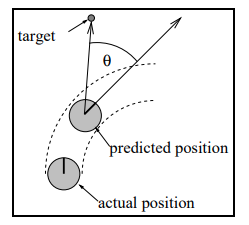 target
θ
predicted position
actual position